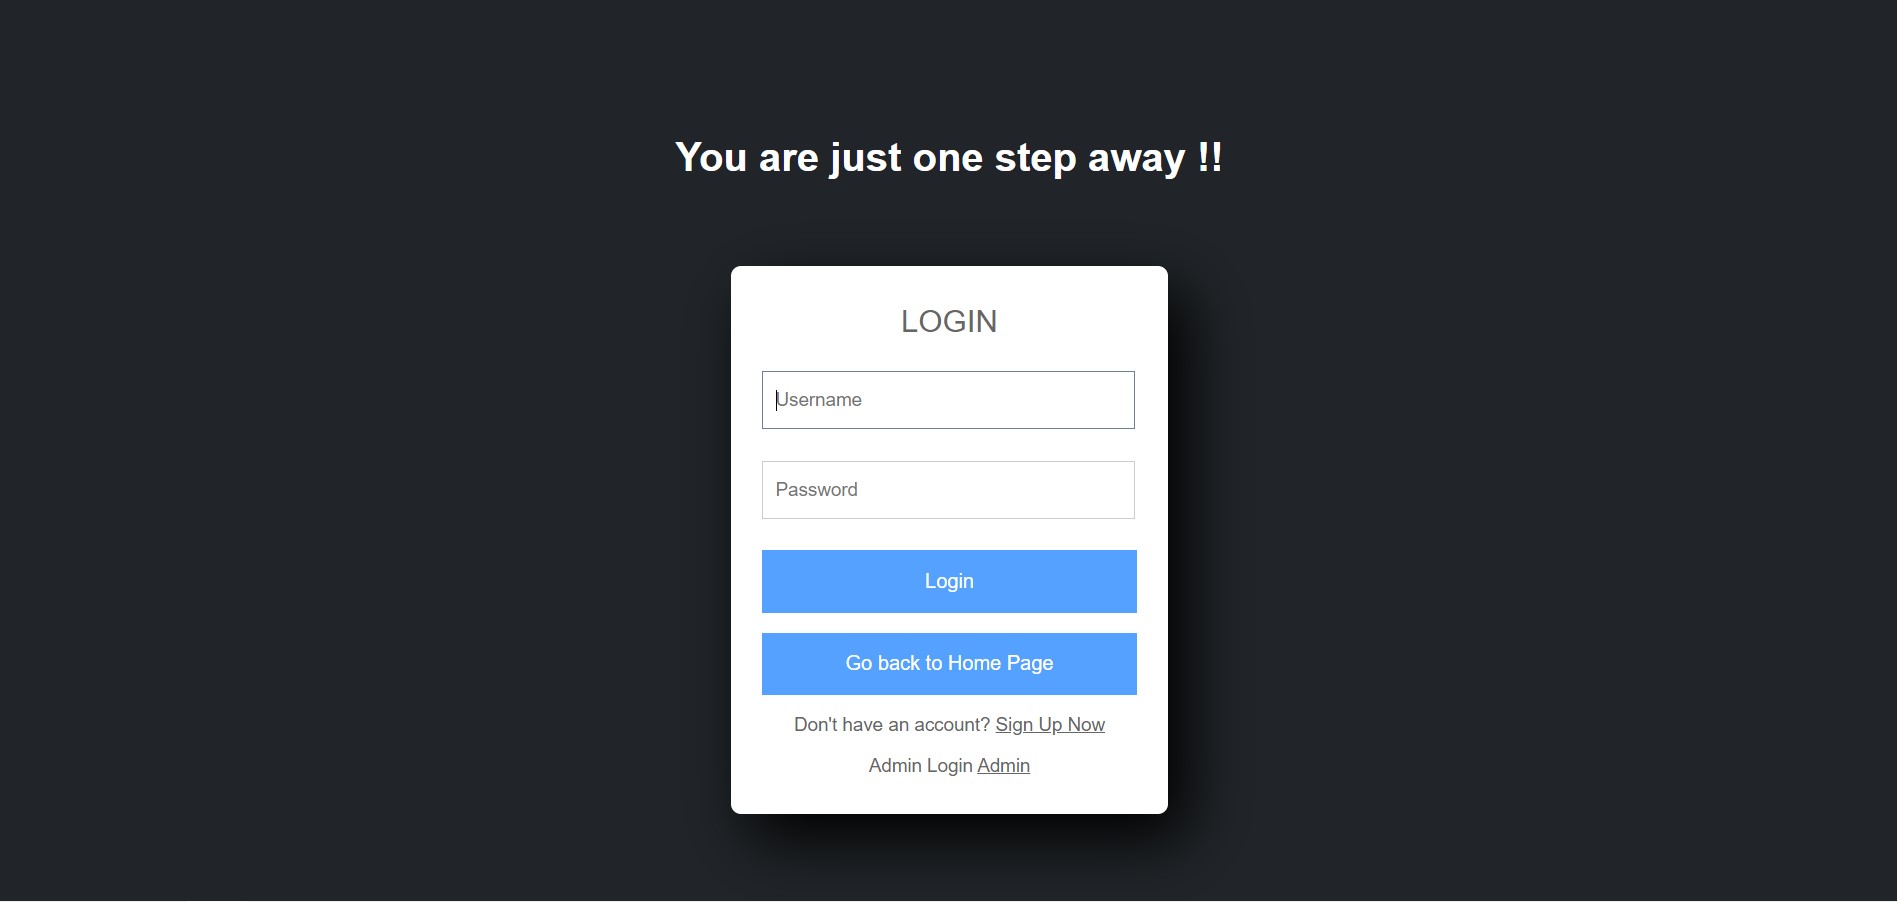 You are just one step away !!
LOGIN
Username
Password
Login
Go back to Home Page
Don't have an account? Sign Up Now
Admin Login Admin